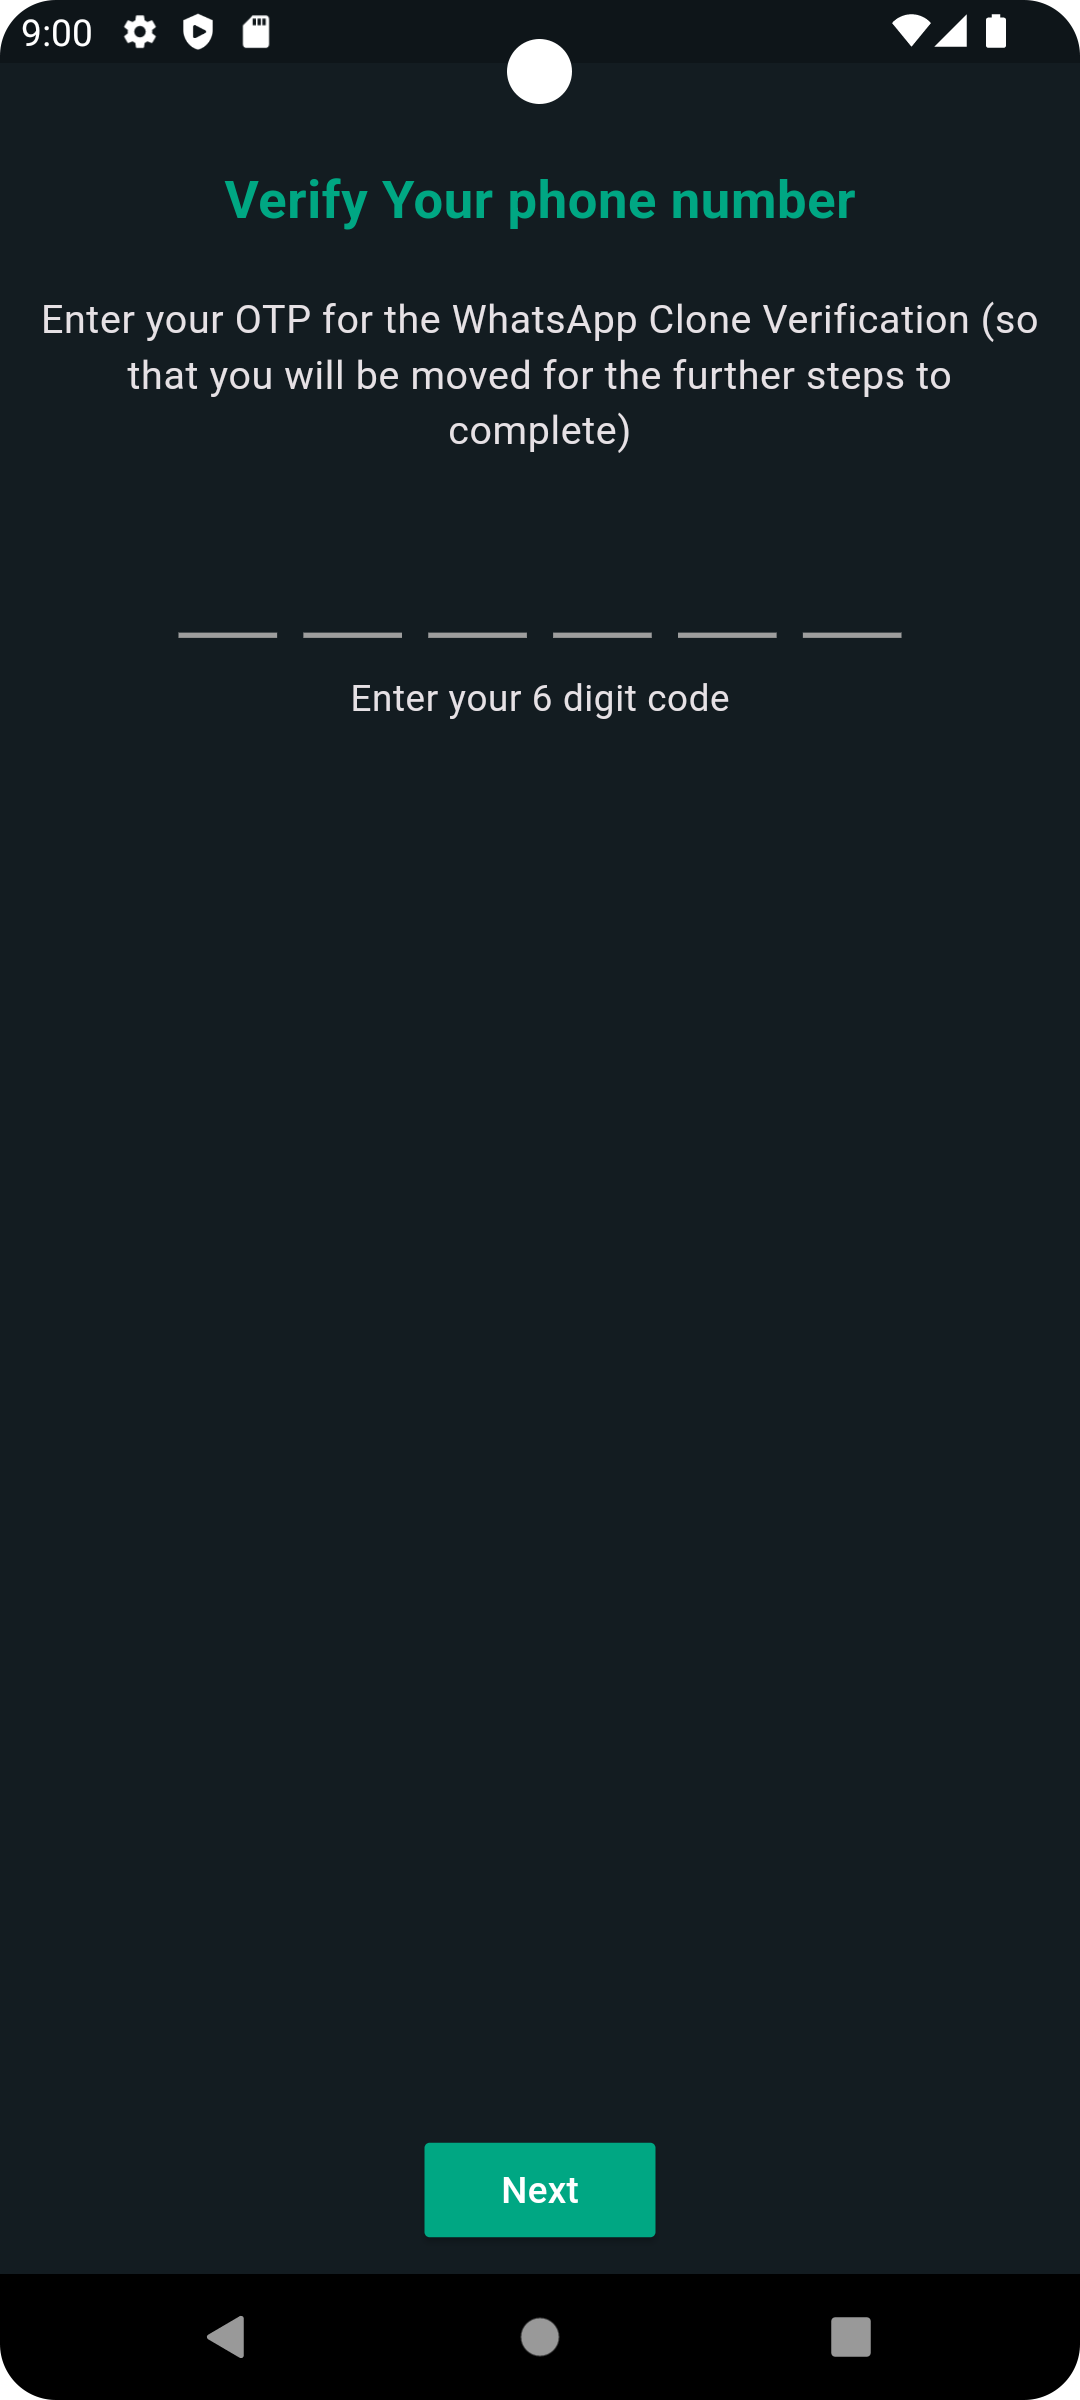 9:00
Verify Your phone number
Enter your OTP for the WhatsApp Clone Verification (so
that you will be moved for the further steps to
complete)
Enter your 6 digit code
Next